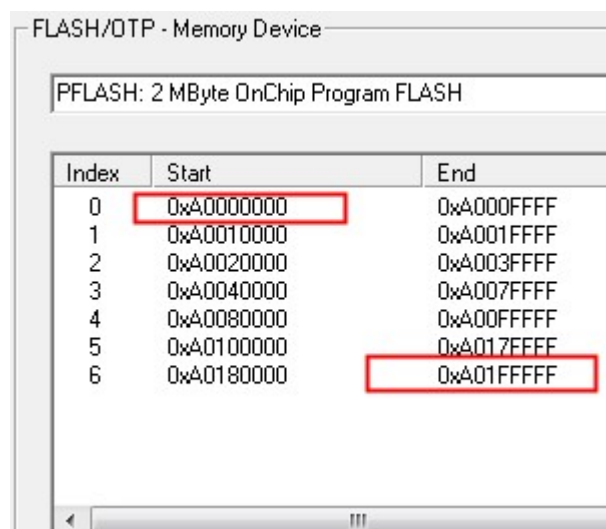 FLASH/OTP - Memory Device
PFLASH: 2 MByte OnChip Program FLASH
Index Start End
0 0xA0000000 0xA000FFFF
1 0xA0010000 0xA001FFFF
2 0xA0020000 0xA003FFFF
3 0xA0040000 0xA007FFFF
4 0xA0080000 0xA00FFFFF
5 0xA0100000 0xA017FFFF
6 0xA0180000 0xA01FFFFF